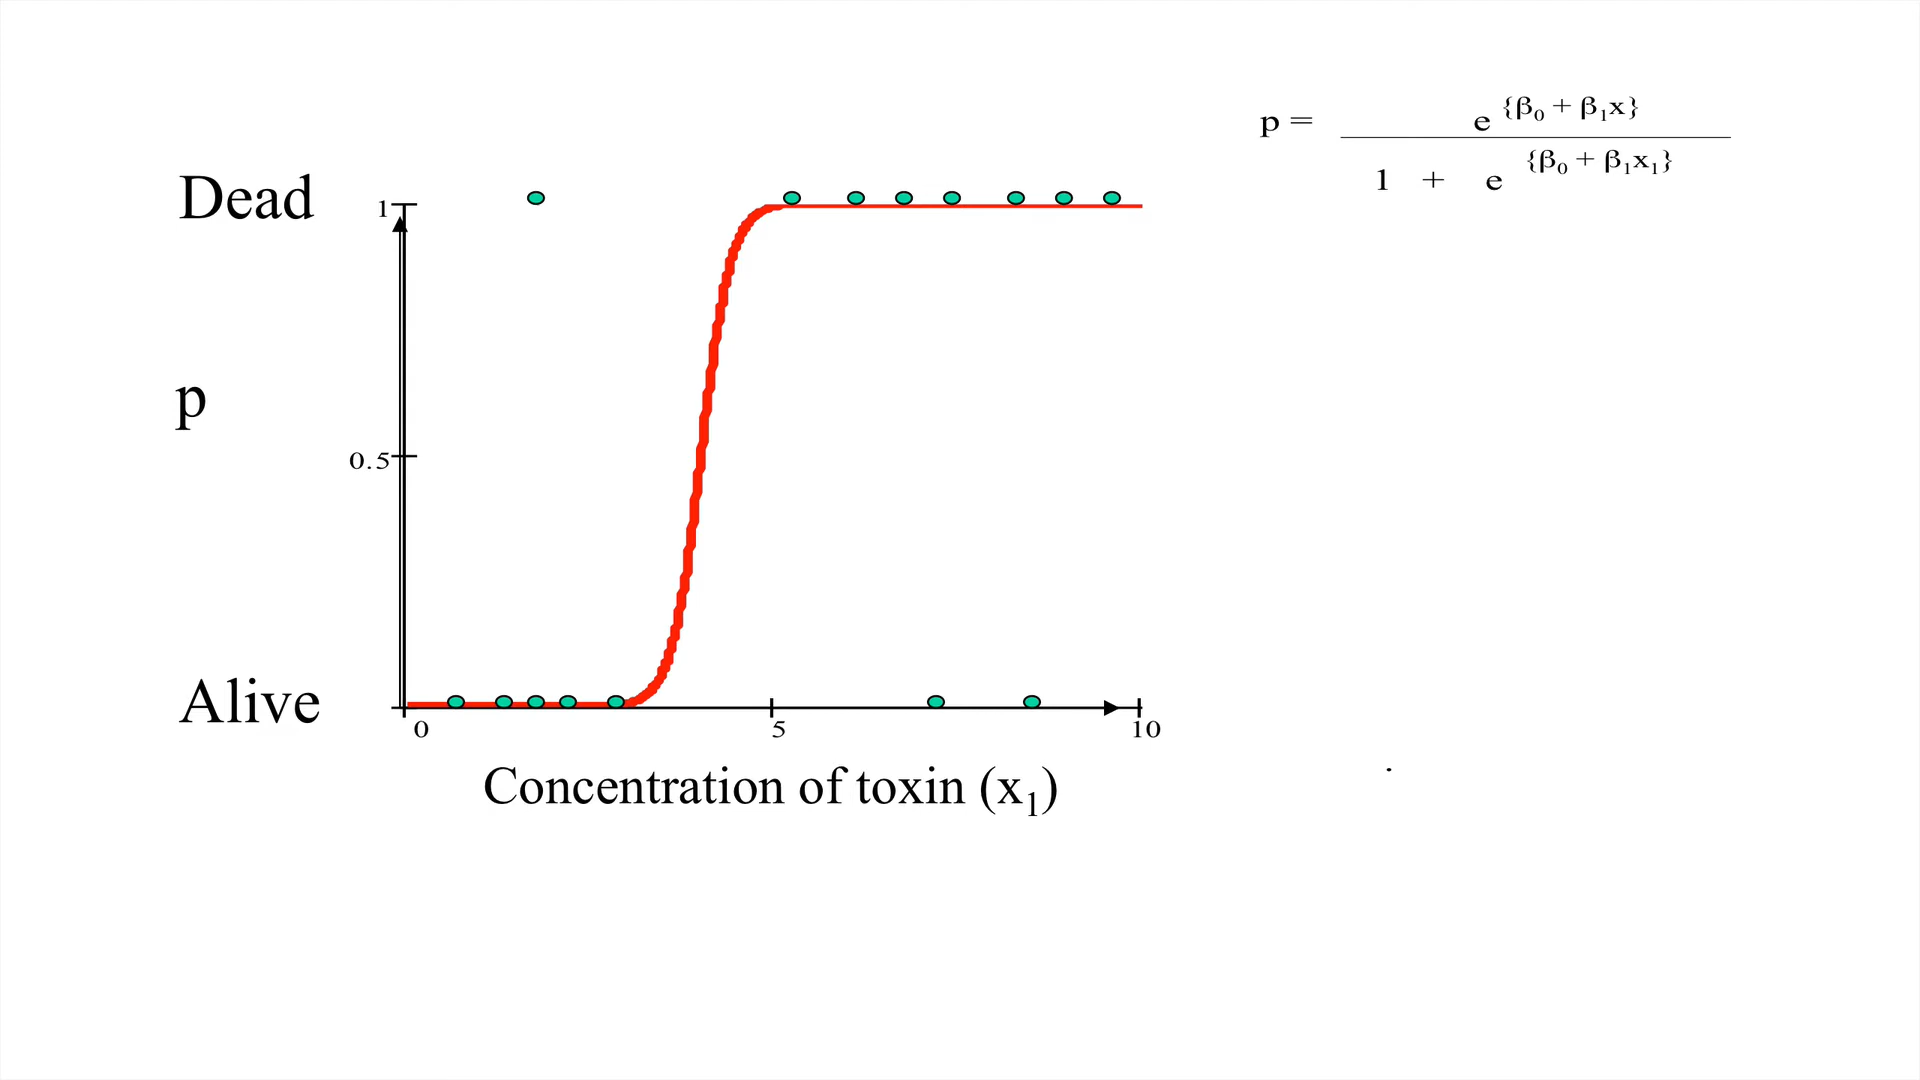 p = e {β₀ + β₁x}
1 + e {β₀ + β₁x₁}
Dead
1
p
0.5
Alive
0 5 10
Concentration of toxin (x₁)
.